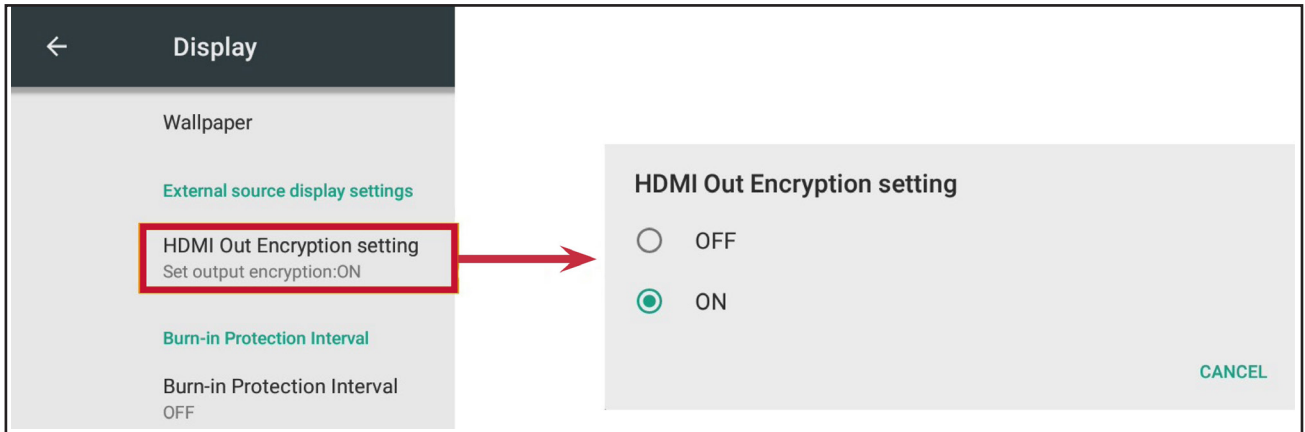 Display
Wallpaper
External source display settings
HDMI Out Encryption setting
Set output encryption:ON
Burn-in Protection Interval
Burn-in Protection Interval
OFF
HDMI Out Encryption setting
OFF
ON
CANCEL